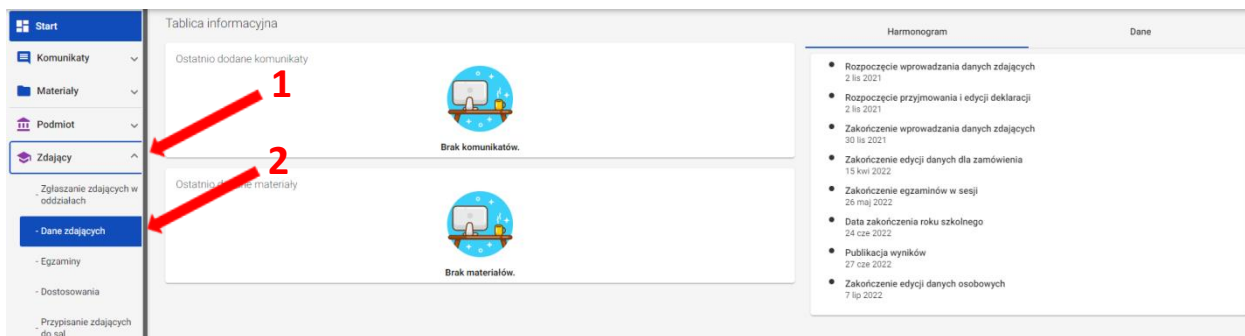 Start
Komunikaty
Materiały
Podmiot
Zdający
- Zgłaszanie zdających w
oddziałach
- Dane zdających
- Egzaminy
- Dostosowania
- Przypisanie zdających
do sal
Tablica informacyjna
Ostatnio dodane komunikaty
1
Brak komunikatów.
2
Ostatnio materiały
Brak materiałów.
Harmonogram
Dane
Rozpoczęcie wprowadzania danych zdających
2 lis 2021
Rozpoczęcie przyjmowania i edycji deklaracji
2 lis 2021
Zakończenie wprowadzania danych zdających
30 lis 2021
Zakończenie edycji danych dla zamówienia
15 kwi 2022
Zakończenie egzaminów w sesji
26 maj 2022
Data zakończenia roku szkolnego
24 cze 2022
Publikacja wyników
27 cze 2022
Zakończenie edycji danych osobowych
7 lip 2022